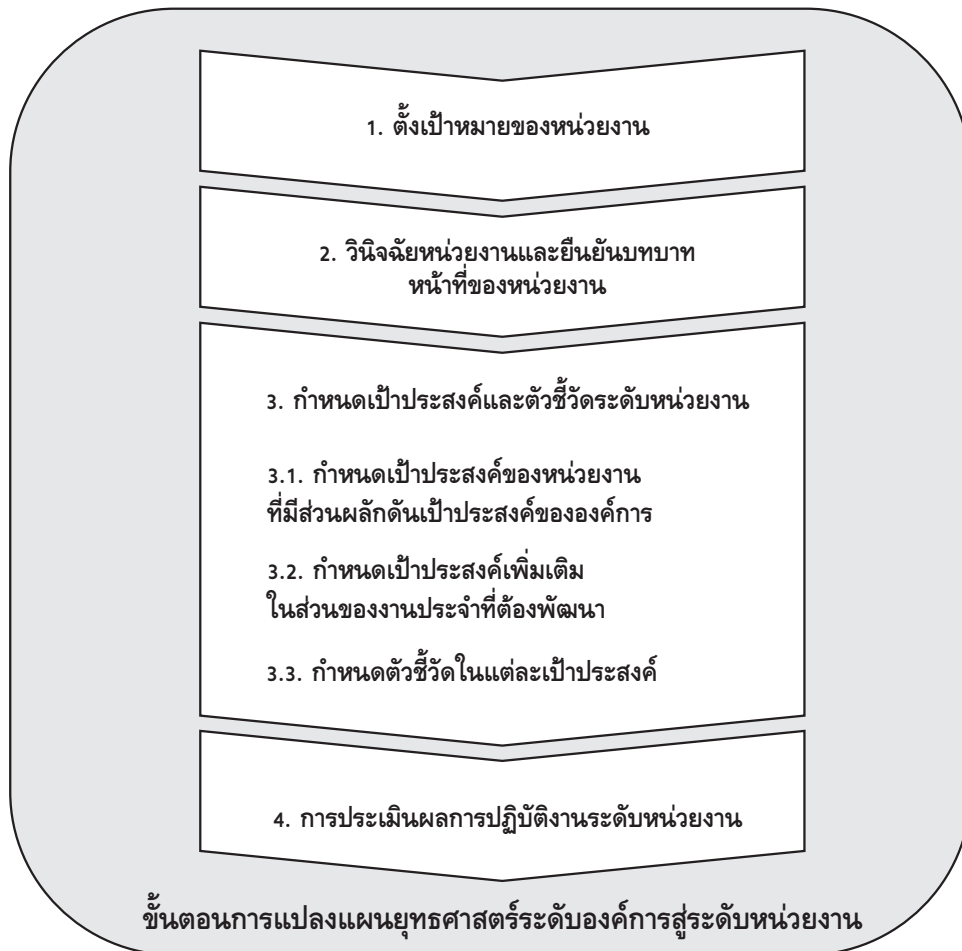 1. ตั้งเป้าหมายของหน่วยงาน
2. วินิจฉัยหน่วยงานและยืนยันบทบาท
หน้าที่ของหน่วยงาน
3. กำหนดเป้าประสงค์และตัวชี้วัดระดับหน่วยงาน
3.1. กำหนดเป้าประสงค์ของหน่วยงาน
ที่มีส่วนผลักดันเป้าประสงค์ขององค์การ
3.2. กำหนดเป้าประสงค์เพิ่มเติม
ในส่วนของงานประจำที่ต้องพัฒนา
3.3. กำหนดตัวชี้วัดในแต่ละเป้าประสงค์
4. การประเมินผลการปฏิบัติงานระดับหน่วยงาน
ขั้นตอนการแปลงแผนยุทธศาสตร์ระดับองค์การสู่ระดับหน่วยงาน